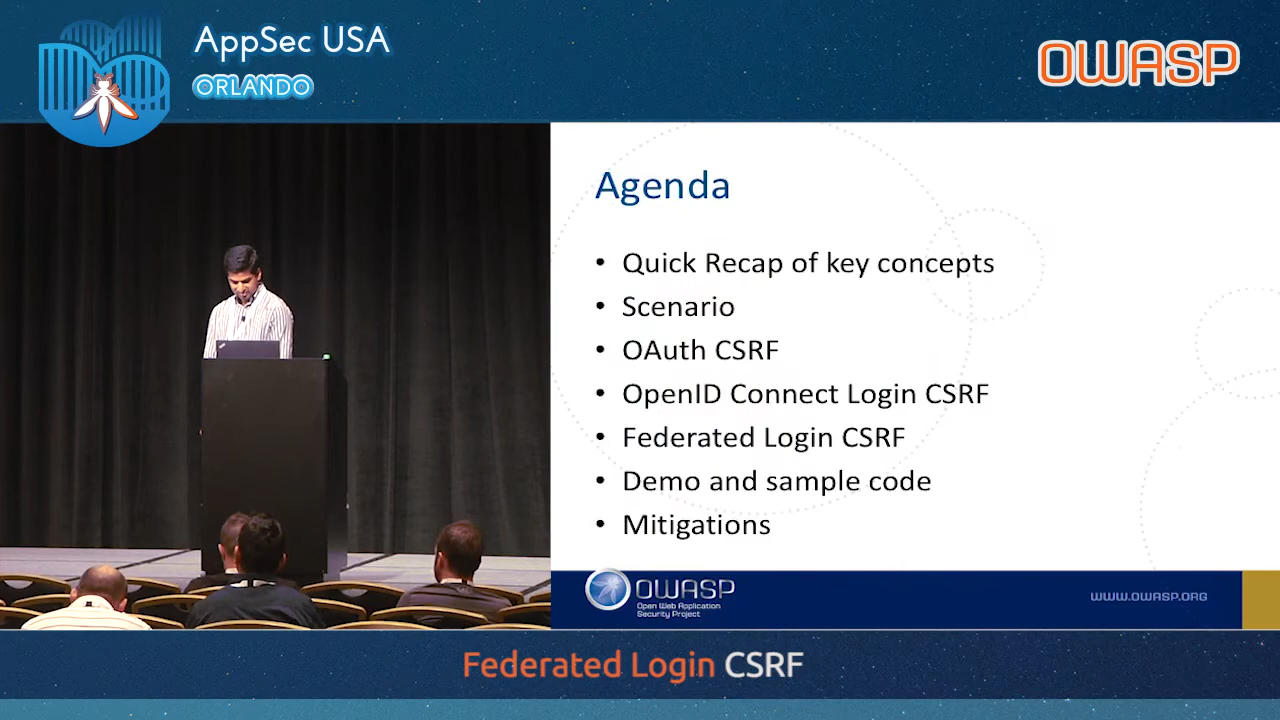 AppSec USA
ORLANDO
OWASP
Agenda
• Quick Recap of key concepts
• Scenario
• OAuth CSRF
• OpenID Connect Login CSRF
• Federated Login CSRF
• Demo and sample code
• Mitigations
OWASP
Open Web Application
Security Project
WWW.OWASP.ORG
Federated Login CSRF